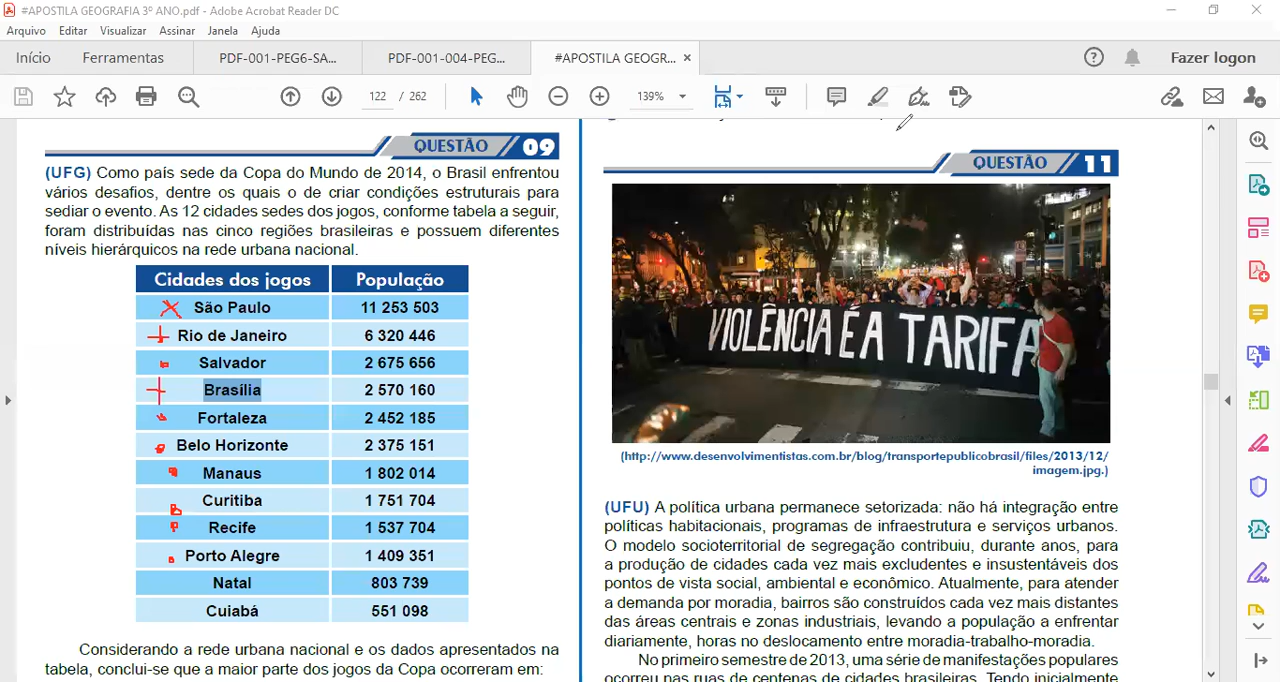 #APOSTILA GEOGRAFIA 3º ANO.pdf - Adobe Acrobat Reader DC
Arquivo Editar Visualizar Assinar Janela Ajuda
Início Ferramentas PDF-001-PEG6-SA... PDF-001-004-PEG... #APOSTILA GEOGR... × Fazer logon
122 / 262 139%
QUESTÃO 09
(UFG) Como país sede da Copa do Mundo de 2014, o Brasil enfrentou
vários desafios, dentre os quais o de criar condições estruturais para
sediar o evento. As 12 cidades sedes dos jogos, conforme tabela a seguir,
foram distribuídas nas cinco regiões brasileiras e possuem diferentes
níveis hierárquicos na rede urbana nacional.
Cidades dos jogos População
São Paulo 11 253 503
Rio de Janeiro 6 320 446
Salvador 2 675 656
Brasília 2 570 160
Fortaleza 2 452 185
Belo Horizonte 2 375 151
Manaus 1 802 014
Curitiba 1 751 704
Recife 1 537 704
Porto Alegre 1 409 351
Natal 803 739
Cuiabá 551 098
Considerando a rede urbana nacional e os dados apresentados na
tabela, conclui-se que a maior parte dos jogos da Copa ocorreram em:
QUESTÃO 11
VIOLÊNCIA É A TARIFA
(http://www.desenvolvimentistas.com.br/blog/transportepublicobrasil/files/2013/12/
imagem.jpg.)
(UFU) A política urbana permanece setorizada: não há integração entre
políticas habitacionais, programas de infraestrutura e serviços urbanos.
O modelo socioterritorial de segregação contribuiu, durante anos, para
a produção de cidades cada vez mais excludentes e insustentáveis dos
pontos de vista social, ambiental e econômico. Atualmente, para atender
a demanda por moradia, bairros são construídos cada vez mais distantes
das áreas centrais e zonas industriais, levando a população a enfrentar
diariamente, horas no deslocamento entre moradia-trabalho-moradia.
No primeiro semestre de 2013, uma série de manifestações populares
ocorreu nas ruas de centenas de cidades brasileiras. Tendo inicialmente